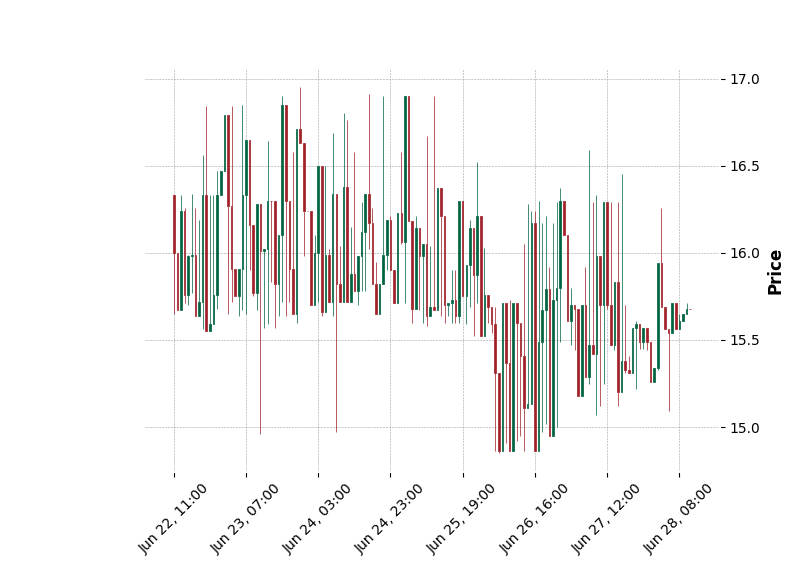 17.0
16.5
16.0
15.5
15.0
Price
Jun 22, 11:00
Jun 23, 07:00
Jun 24, 03:00
Jun 24, 23:00
Jun 25, 19:00
Jun 26, 16:00
Jun 27, 12:00
Jun 28, 08:00